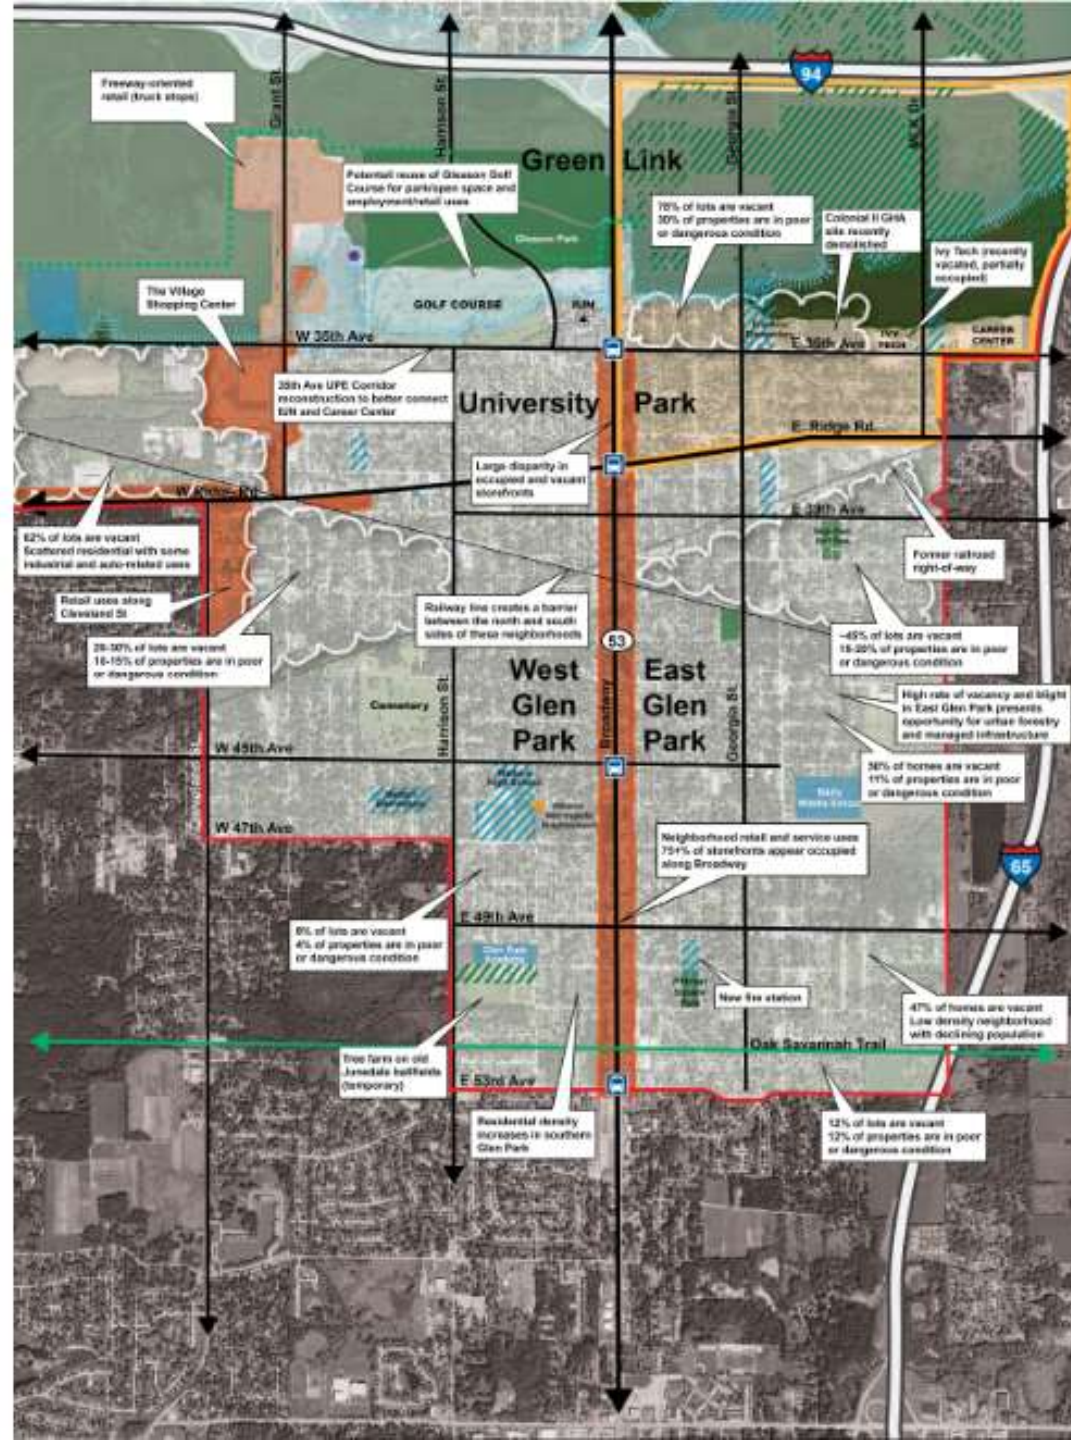 94
Grant St.
Harrison St.
Georgia St.
MLK Dr.
Freeway-oriented
retail (truck stops)
Green Link
Potential reuse of Gleason Golf
Course for park/open space and
employment/retail uses
Gleason Park
70% of lots are vacant
30% of properties are in poor
or dangerous condition
Colonial II GHA
site recently
demolished
Ivy Tech (recently
vacated, partially
occupied)
The Village
Shopping Center
GOLF COURSE
IUN
IVY
TECH
CAREER
CENTER
W 35th Ave
E 35th Ave
35th Ave UPE Corridor
reconstruction to better connect
IUN and Career Center
University Park
E. Ridge Rd.
Large disparity in
occupied and vacant
storefronts
W Ridge Rd.
E 39th Ave
62% of lots are vacant
Scattered residential with some
industrial and auto-related uses
Former railroad
right-of-way
Retail uses along
Cleveland St
Railway line creates a barrier
between the north and south
sides of these neighborhoods
20-30% of lots are vacant
10-15% of properties are in poor
or dangerous condition
53
~45% of lots are vacant
15-20% of properties are in poor
or dangerous condition
West
Glen
Park
East
Glen
Park
Harrison St.
Broadway
Georgia St.
Cemetery
High rate of vacancy and blight
in East Glen Park presents
opportunity for urban forestry
and managed infrastructure
W 45th Ave
30% of homes are vacant
11% of properties are in poor
or dangerous condition
W 47th Ave
Neighborhood retail and service uses
75+% of storefronts appear occupied
along Broadway
65
8% of lots are vacant
4% of properties are in poor
or dangerous condition
E 49th Ave
Glen Park
Academy
New fire station
47% of homes are vacant
Low density neighborhood
with declining population
Oak Savannah Trail
Tree farm on old
Junedale ballfields
(temporary)
E 53rd Ave
Residential density
increases in southern
Glen Park
12% of lots are vacant
12% of properties are in poor
or dangerous condition